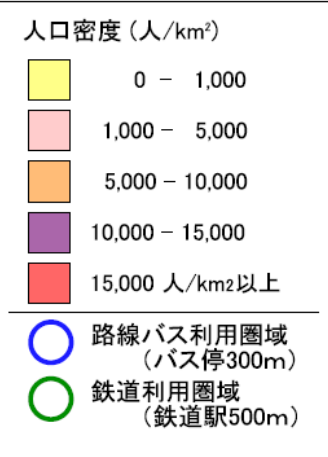 人口密度(人/km²)
0 － 1,000
1,000 － 5,000
5,000 － 10,000
10,000 － 15,000
15,000 人/km2以上
路線バス利用圏域
(バス停300m)
鉄道利用圏域
(鉄道駅500m)